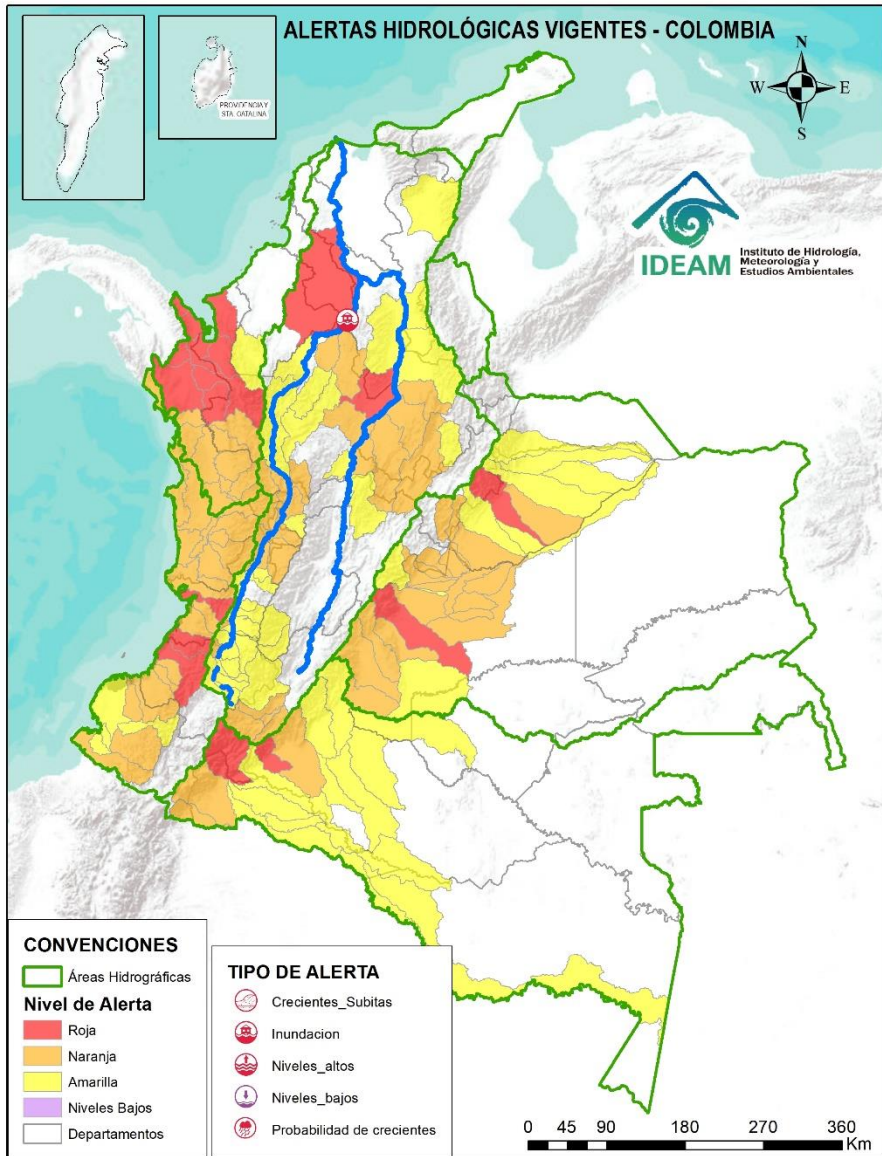 ALERTAS HIDROLÓGICAS VIGENTES - COLOMBIA
PROVIDENCIA Y
STA. CATALINA
N
W E
S
IDEAM
Instituto de Hidrología,
Meteorología y
Estudios Ambientales
CONVENCIONES
Áreas Hidrográficas
Nivel de Alerta
Roja
Naranja
Amarilla
Niveles Bajos
Departamentos
TIPO DE ALERTA
Crecientes_Subitas
Inundacion
Niveles_altos
Niveles_bajos
Probabilidad de crecientes
0 45 90 180 270 360
Km